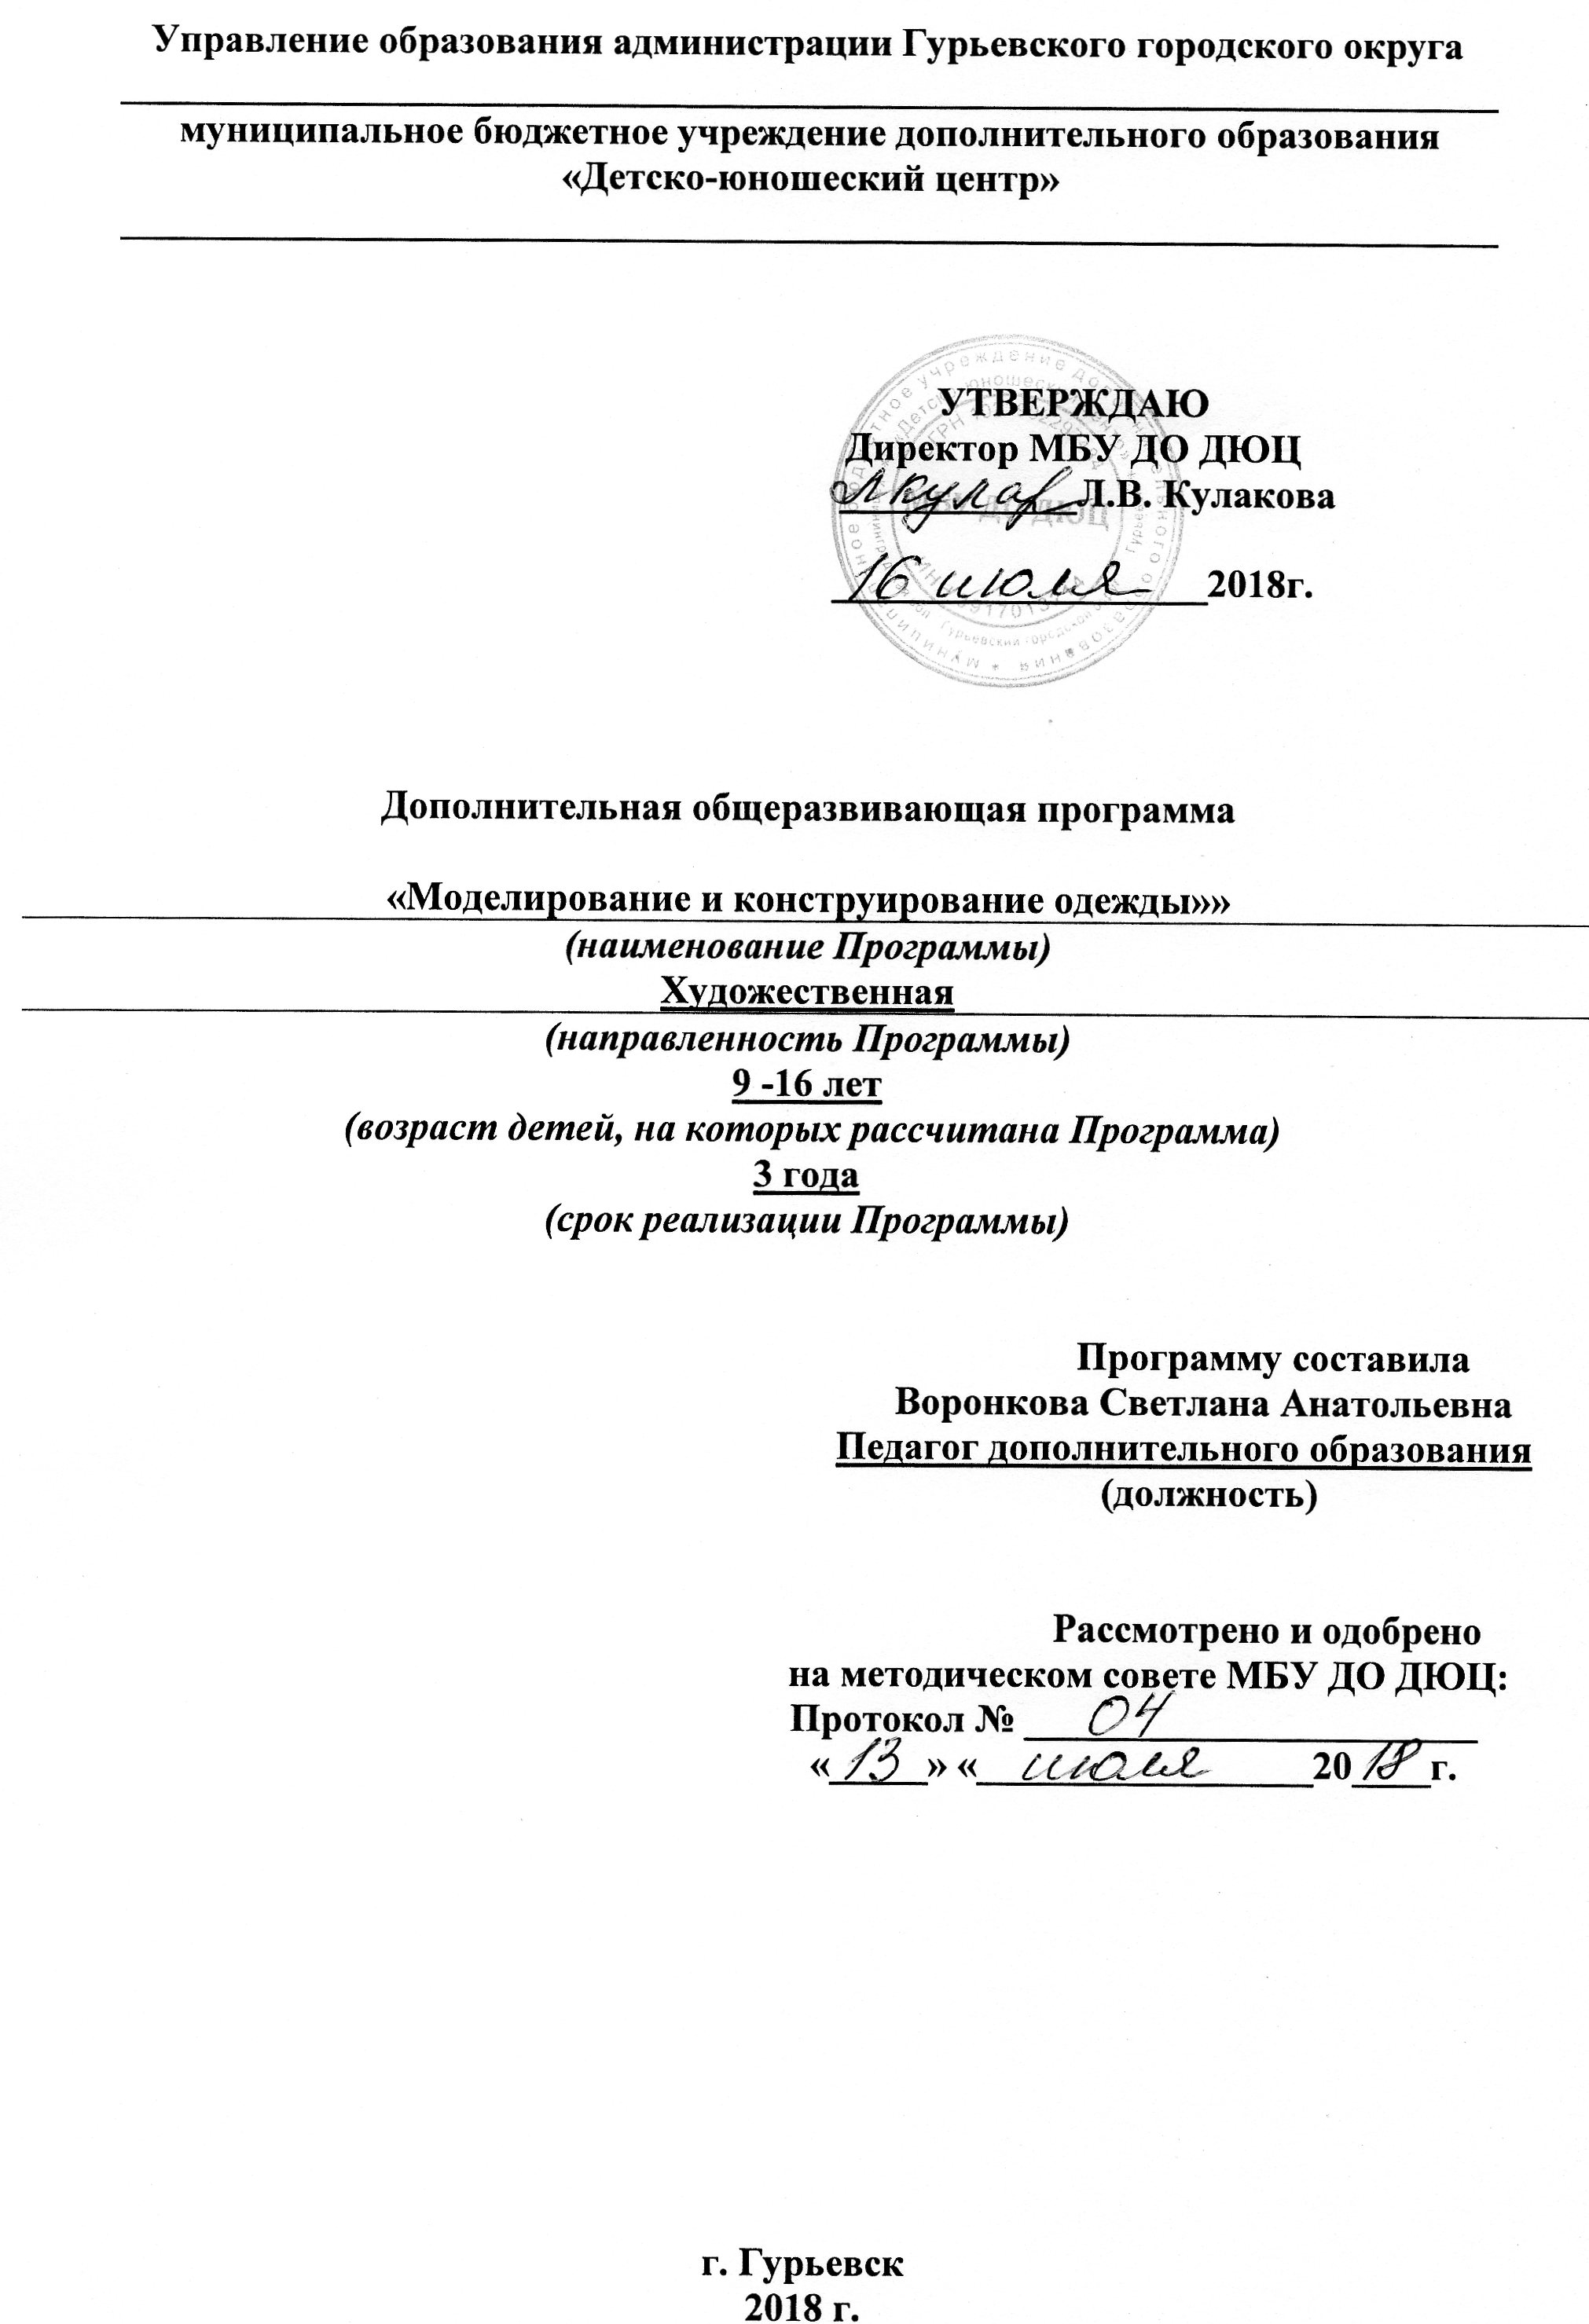 Управление образования администрации Гурьевского городского округа
муниципальное бюджетное учреждение дополнительного образования
«Детско-юношеский центр»
УТВЕРЖДАЮ
Директор МБУ ДО ДЮЦ
Л.В. Кулакова
16 июля 2018г.
МБУ ДО ДЮЦ
Дополнительная общеразвивающая программа
«Моделирование и конструирование одежды»»
(наименование Программы)
Художественная
(направленность Программы)
9 -16 лет
(возраст детей, на которых рассчитана Программа)
3 года
(срок реализации Программы)
Программу составила
Воронкова Светлана Анатольевна
Педагог дополнительного образования
(должность)
Рассмотрено и одобрено
на методическом совете МБУ ДО ДЮЦ:
Протокол № 04
«13» «июля 2018 г.
г. Гурьевск
2018 г.